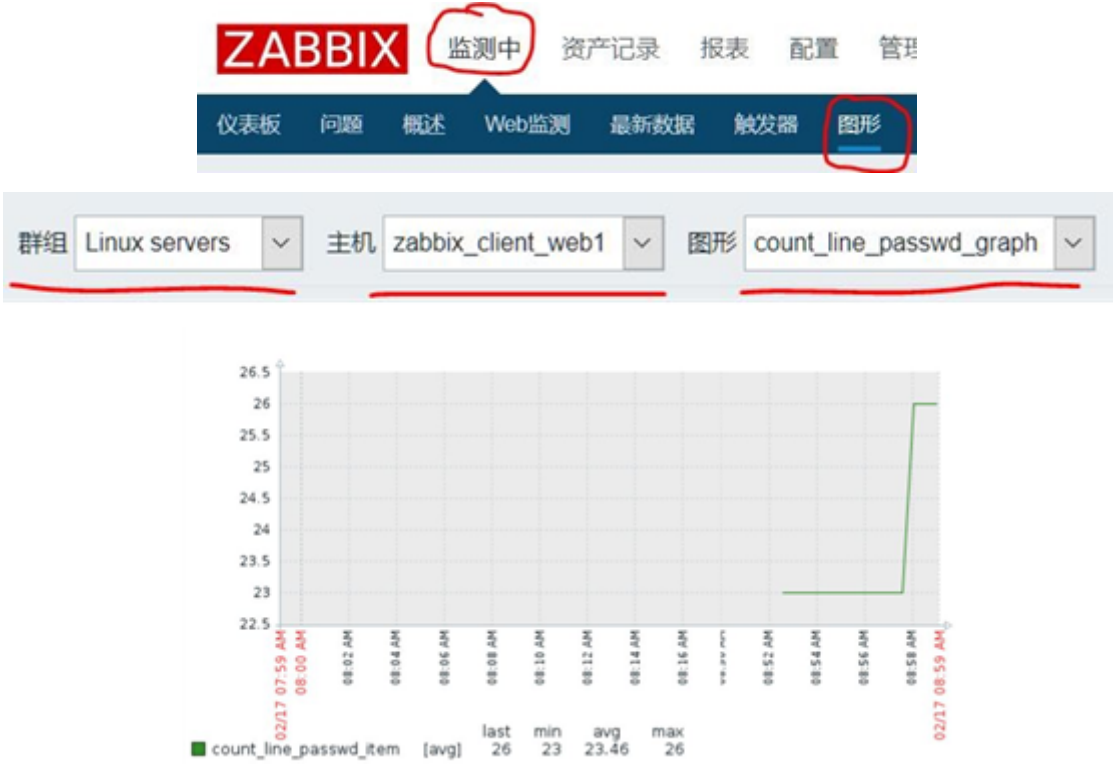 ZABBIX 监测中 资产记录 报表 配置 管理
仪表板 问题 概述 Web监测 最新数据 触发器 图形
群组 Linux servers 主机 zabbix_client_web1 图形 count_line_passwd_graph
26.5
26
25.5
25
24.5
24
23.5
23
22.5
02/17 07:59 AM
08:00 AM
08:02 AM
08:04 AM
08:06 AM
08:08 AM
08:10 AM
08:12 AM
08:14 AM
08:16 AM
08:52 AM
08:54 AM
08:56 AM
08:58 AM
02/17 08:59 AM
last min avg max
count_line_passwd_item [avg] 26 23 23.46 26